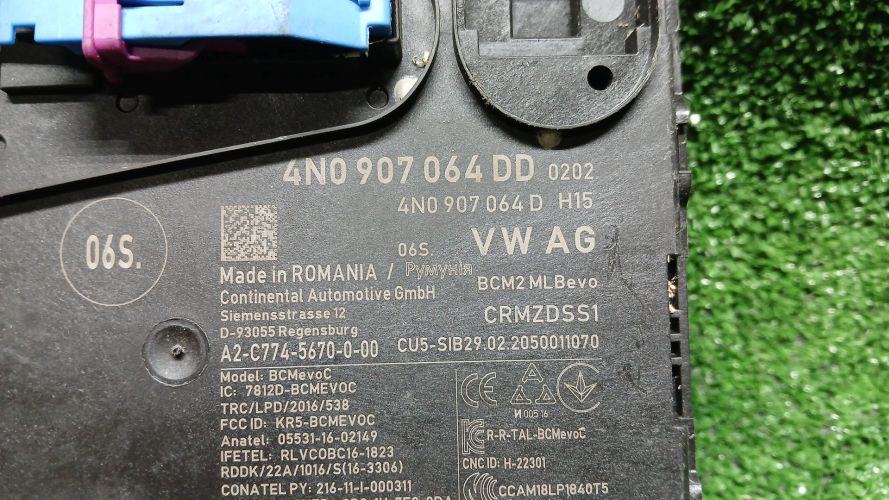 4N0 907 064 DD 0202
4N0 907 064 D H15
06S.
06S. VW AG
Made in ROMANIA / Румунія
BCM2 MLBevo
Continental Automotive GmbH
Siemensstrasse 12
CRMZDSS1
D-93055 Regensburg
A2-C774-5670-0-00 CU5-SIB29.02.2050011070
Model: BCMevoC
IC: 7812D-BCMEVOC
TRC/LPD/2016/538
FCC ID: KR5-BCMEVOC
Anatel: 05531-16-02149
IFETEL: RLVCOBC16-1823
RDDK/22A/1016/S(16-3306)
CONATEL PY: 216-11-I-000311
CE
И 005 16
R-R-TAL-BCMevoC
CNC ID: H-22301
CCAM18LP1840T5